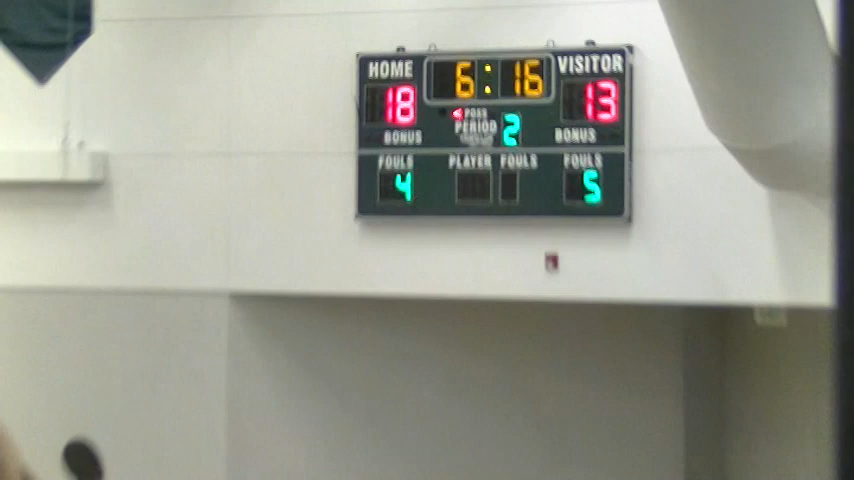 HOME 6:16 VISITOR
18 POSS 13
PERIOD 2
BONUS BONUS
FOULS PLAYER FOULS FOULS
4 5